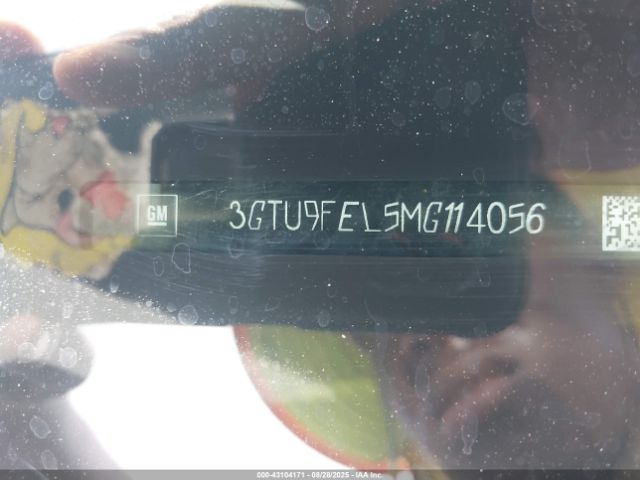 GM
3GTU9FEL5MG114056
000-43104171 - 08/28/2025 - IAA Inc.